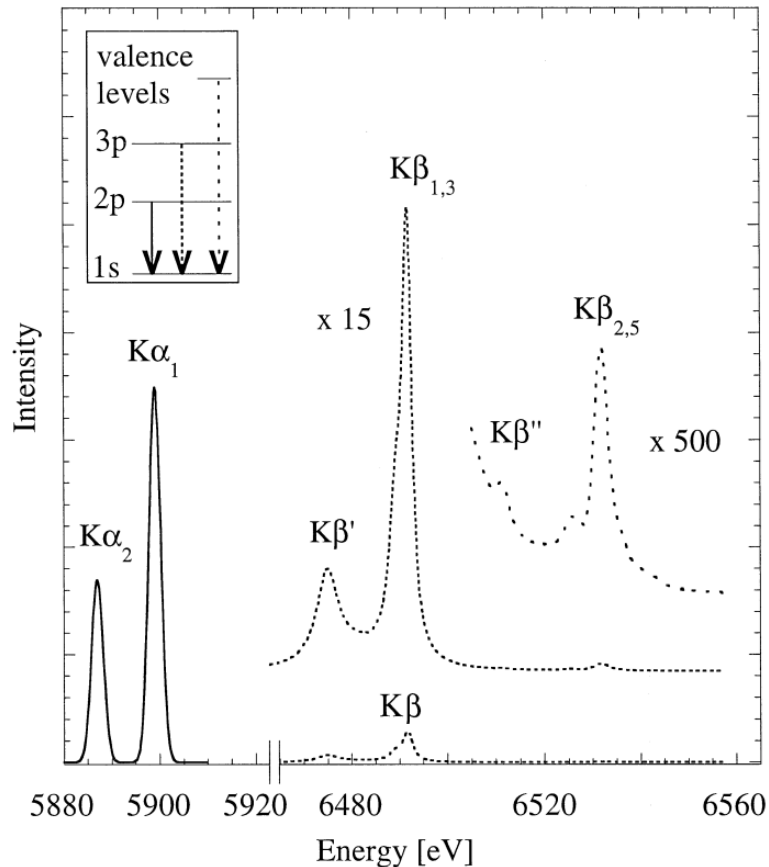 valence
levels
3p
2p
1s
Kβ₁,₃
x 15
Kβ₂,₅
Kα₁
Kβ''
x 500
Kα₂
Kβ'
Kβ
Intensity
5880 5900 5920 6480 6520 6560
Energy [eV]